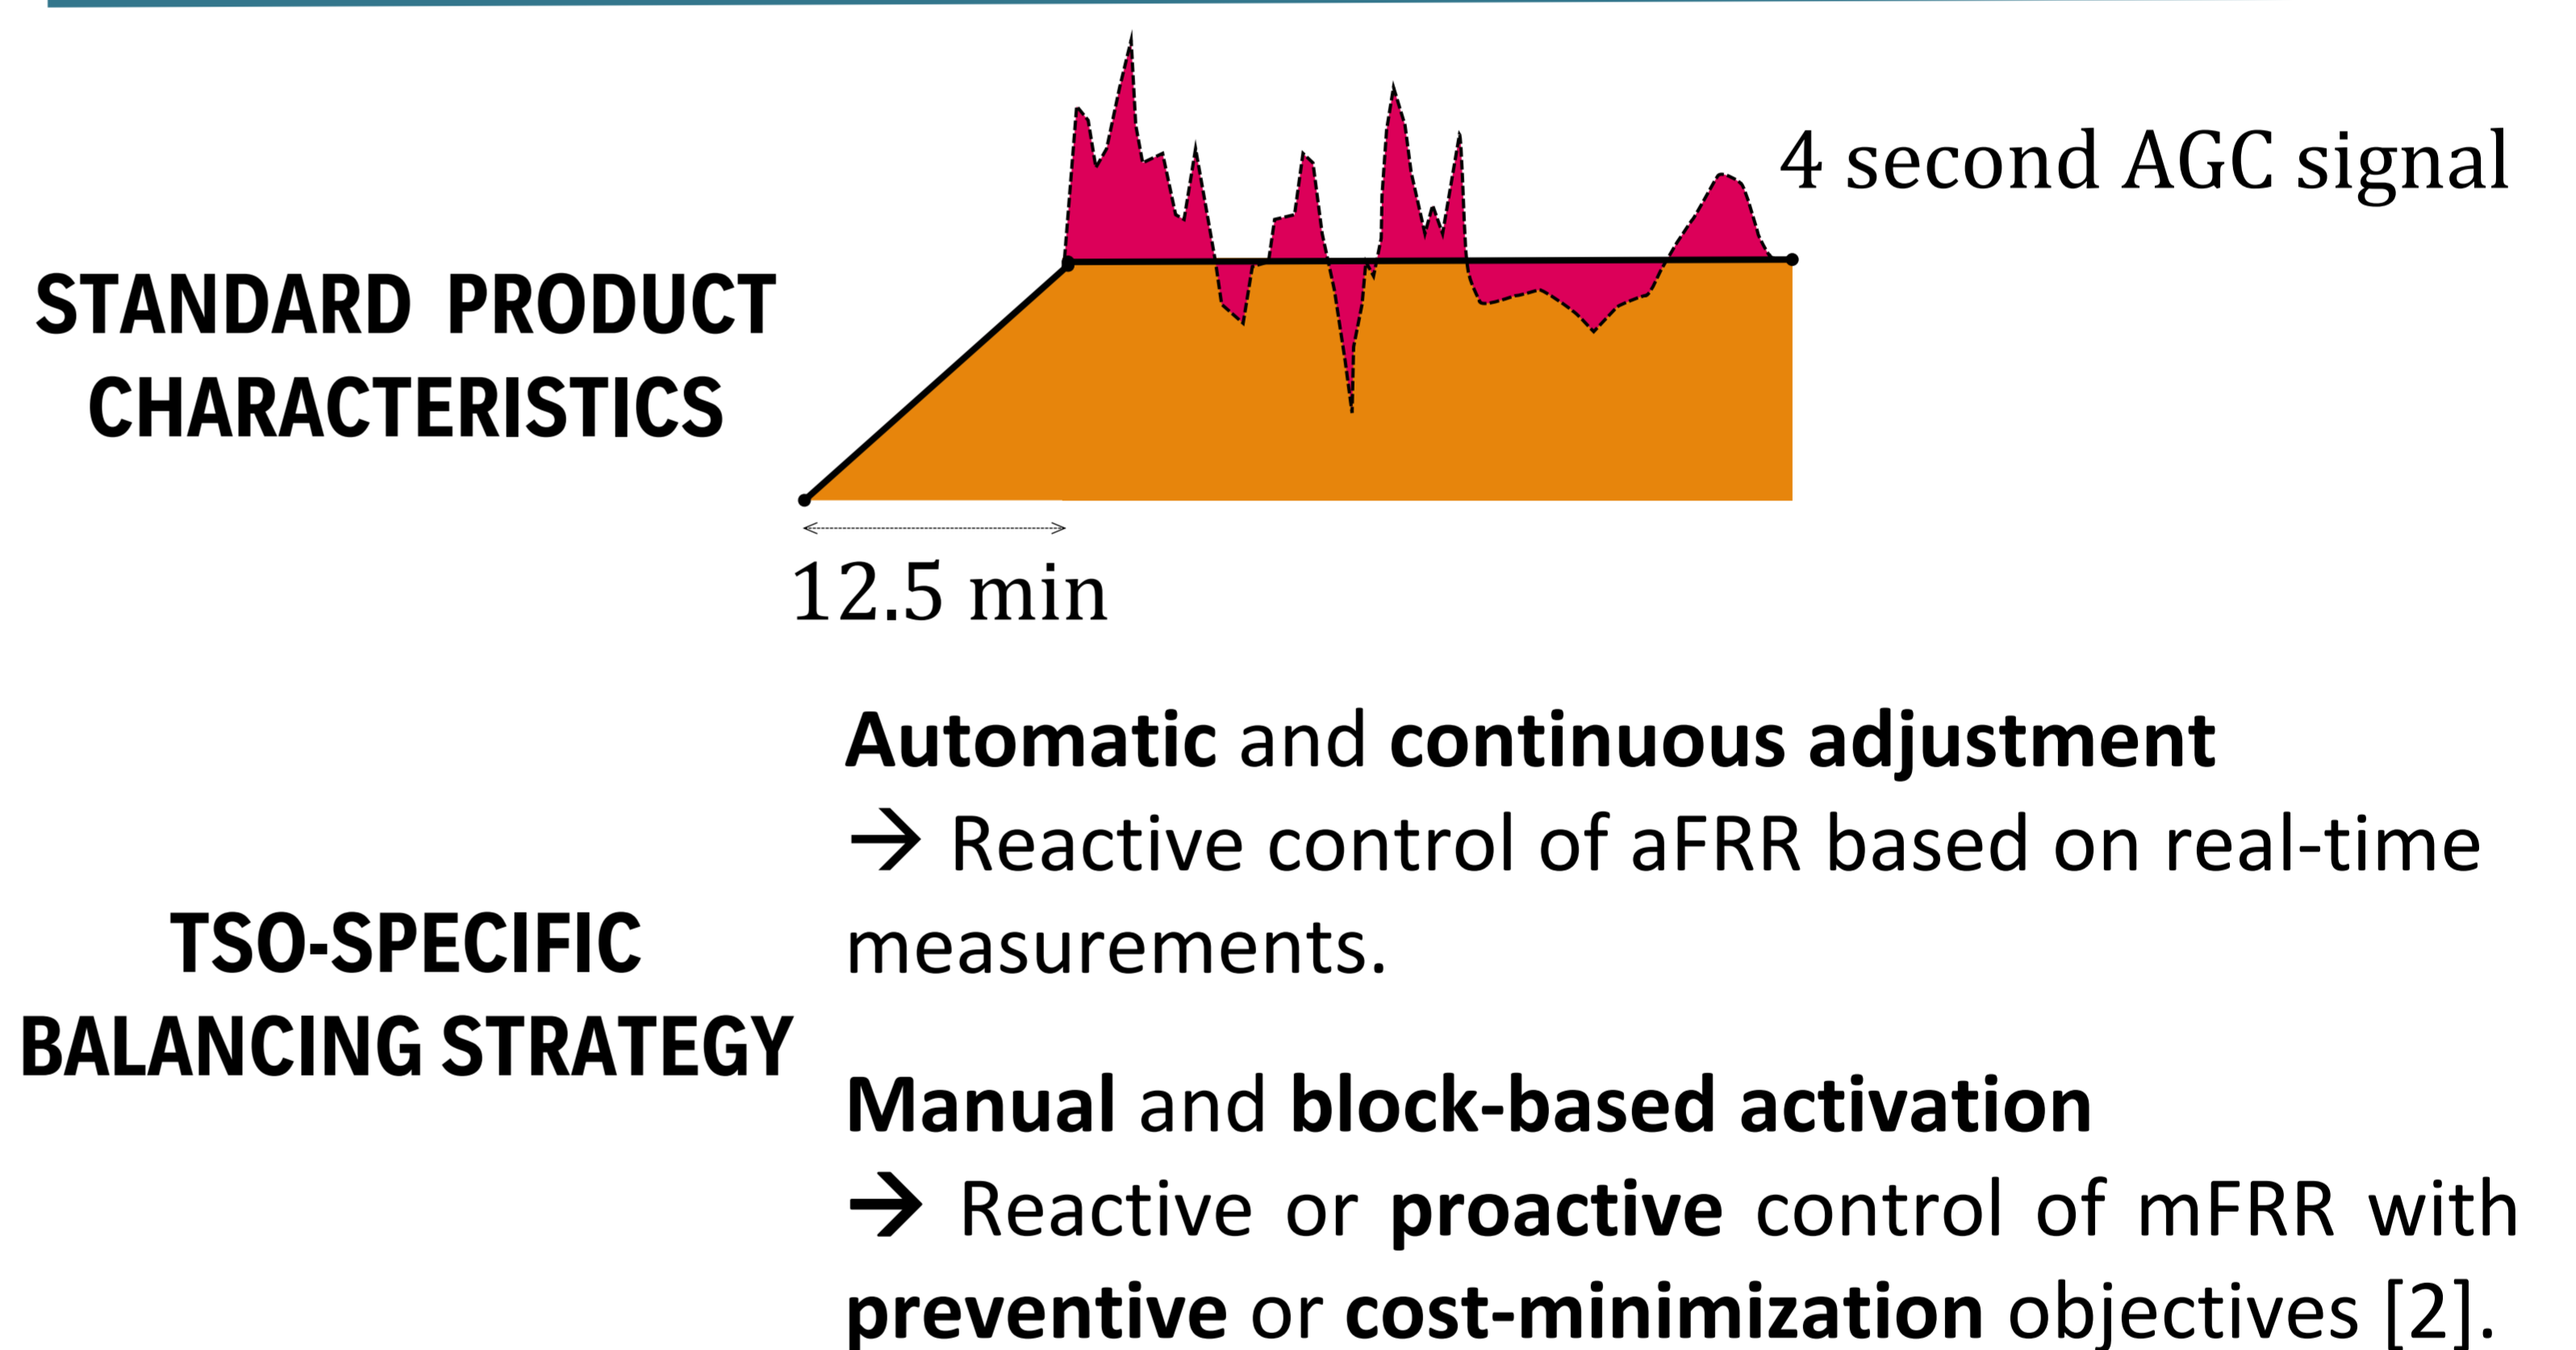 4 second AGC signal
STANDARD PRODUCT
CHARACTERISTICS
12.5 min
TSO-SPECIFIC
BALANCING STRATEGY
Automatic and continuous adjustment
→ Reactive control of aFRR based on real-time
measurements.
Manual and block-based activation
→ Reactive or proactive control of mFRR with
preventive or cost-minimization objectives [2].